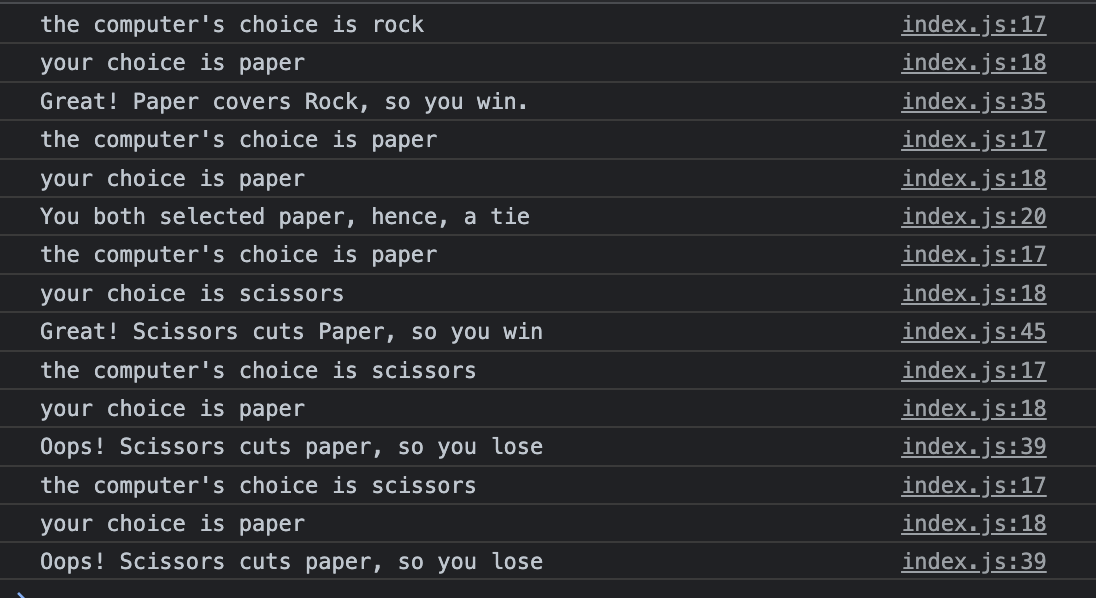 the computer's choice is rock index.js:17
your choice is paper index.js:18
Great! Paper covers Rock, so you win. index.js:35
the computer's choice is paper index.js:17
your choice is paper index.js:18
You both selected paper, hence, a tie index.js:20
the computer's choice is paper index.js:17
your choice is scissors index.js:18
Great! Scissors cuts Paper, so you win index.js:45
the computer's choice is scissors index.js:17
your choice is paper index.js:18
Oops! Scissors cuts paper, so you lose index.js:39
the computer's choice is scissors index.js:17
your choice is paper index.js:18
Oops! Scissors cuts paper, so you lose index.js:39